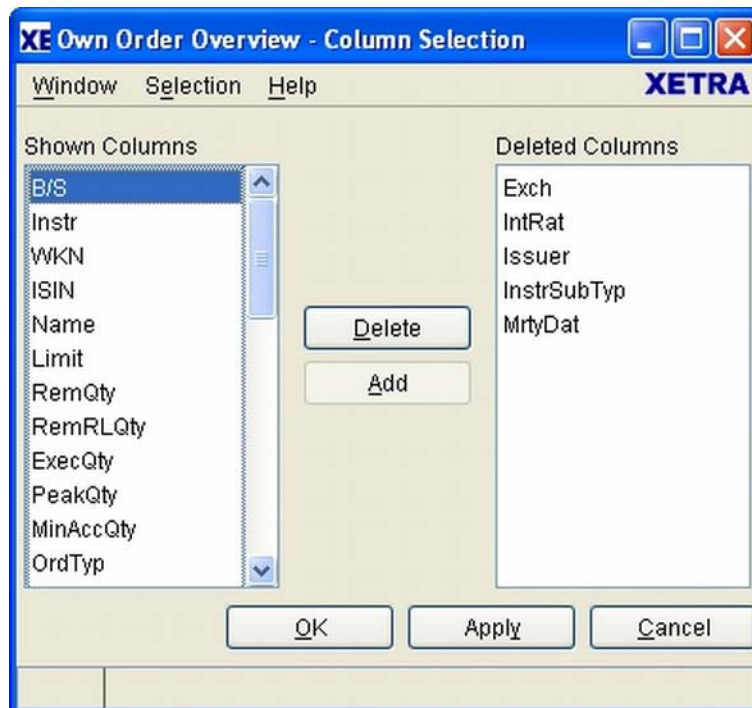 XE Own Order Overview - Column Selection
Window Selection Help XETRA
Shown Columns
B/S
Instr
WKN
ISIN
Name
Limit
RemQty
RemRLQty
ExecQty
PeakQty
MinAccQty
OrdTyp
Delete
Add
Deleted Columns
Exch
IntRat
Issuer
InstrSubTyp
MrtyDat
OK Apply Cancel